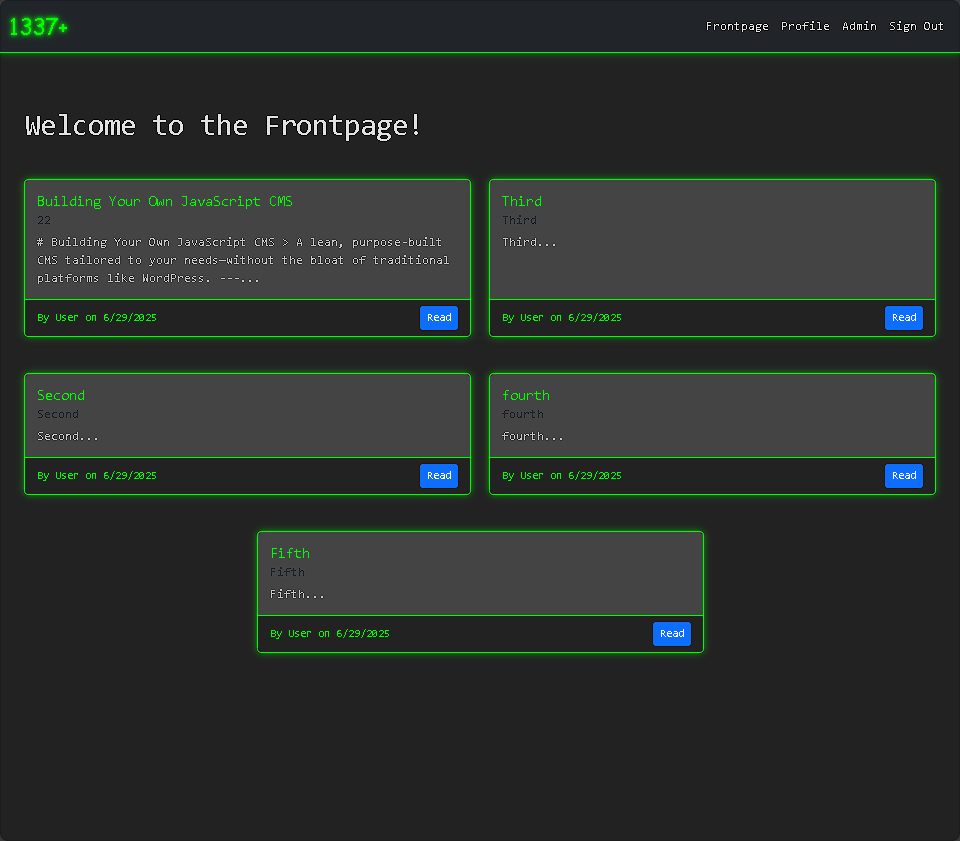 1337+
Frontpage Profile Admin Sign Out
Welcome to the Frontpage!
Building Your Own JavaScript CMS
22
# Building Your Own JavaScript CMS > A lean, purpose-built
CMS tailored to your needs—without the bloat of traditional
platforms like WordPress. ---...
By User on 6/29/2025
Read
Third
Third
Third...
By User on 6/29/2025
Read
Second
Second
Second...
By User on 6/29/2025
Read
fourth
fourth
fourth...
By User on 6/29/2025
Read
Fifth
Fifth
Fifth...
By User on 6/29/2025
Read